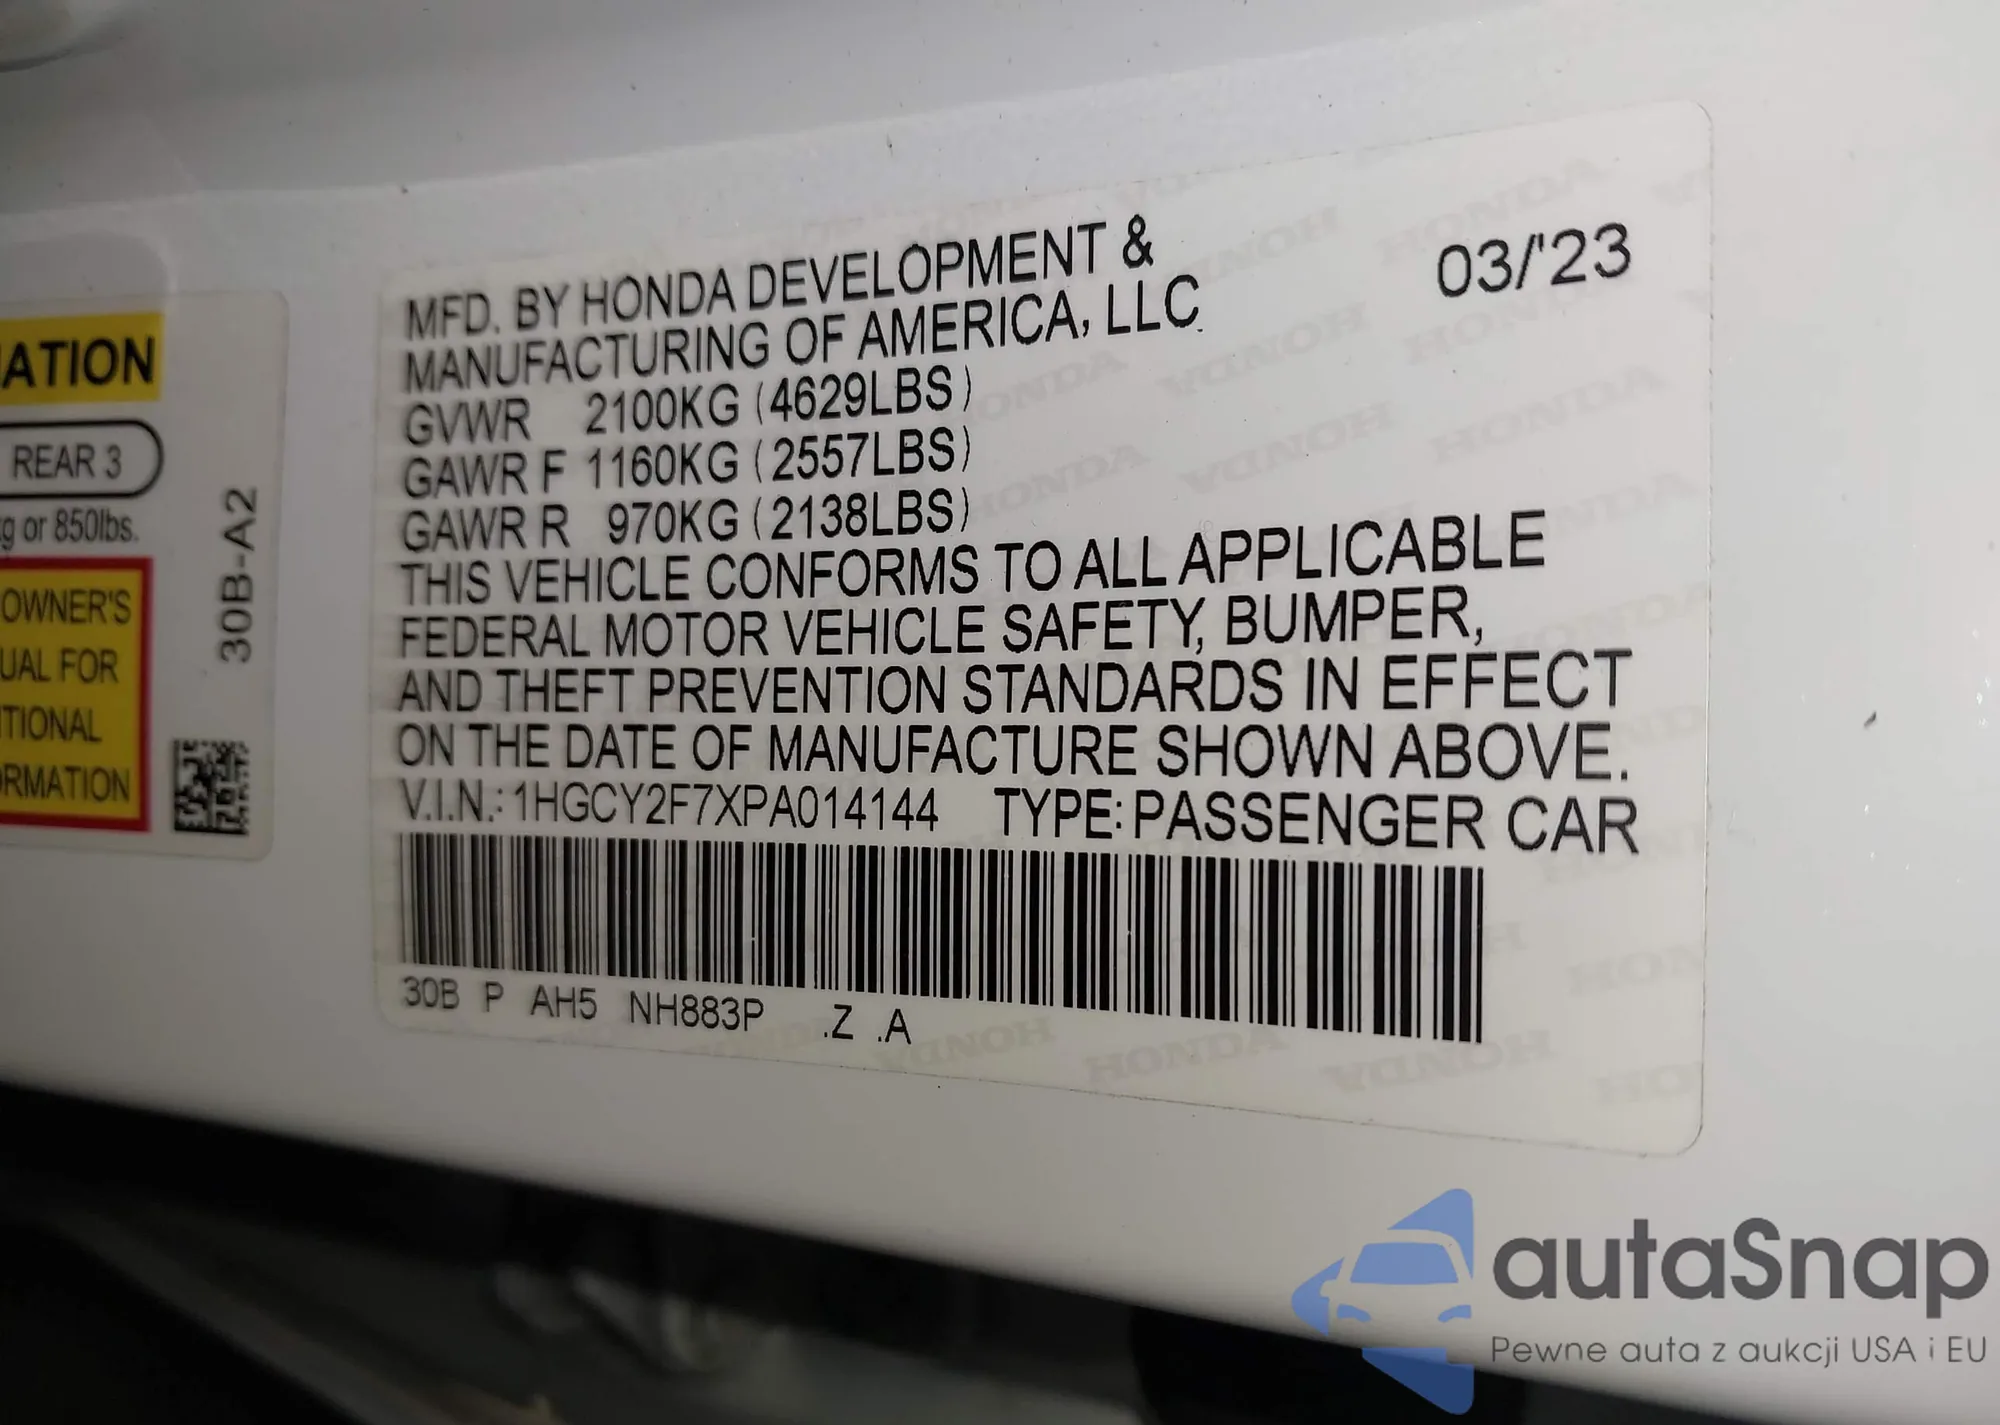 MFD. BY HONDA DEVELOPMENT &
MANUFACTURING OF AMERICA, LLC
03/'23
GVWR 2100KG (4629LBS)
GAWR F 1160KG (2557LBS)
GAWR R 970KG (2138LBS)
THIS VEHICLE CONFORMS TO ALL APPLICABLE
FEDERAL MOTOR VEHICLE SAFETY, BUMPER,
AND THEFT PREVENTION STANDARDS IN EFFECT
ON THE DATE OF MANUFACTURE SHOWN ABOVE.
V.I.N.: 1HGCY2F7XPA014144 TYPE: PASSENGER CAR
30B P AH5 NH883P .Z .A
ATION
REAR 3
kg or 850lbs.
OWNER'S
UAL FOR
ITIONAL
ORMATION
30B-A2
autaSnap
Pewne auta z aukcji USA i EU